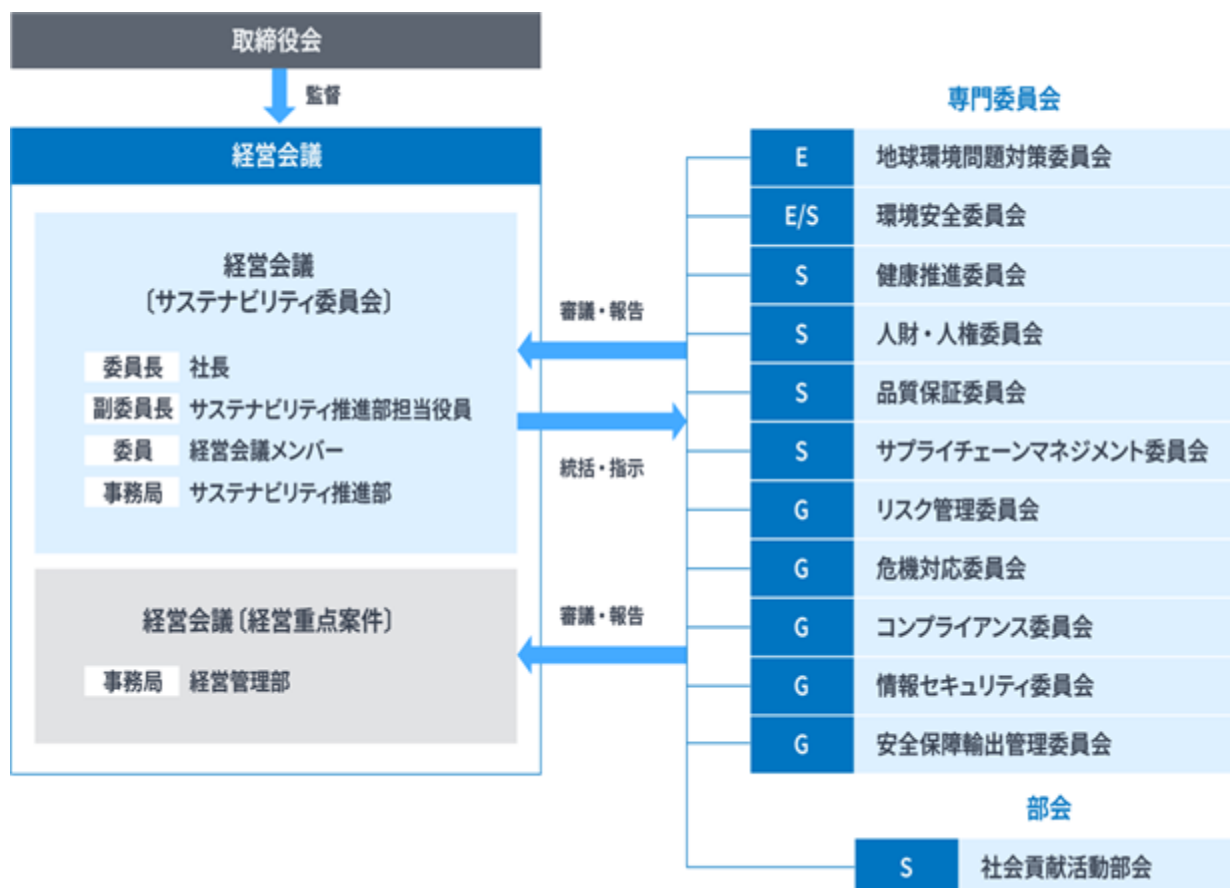 取締役会
監督
経営会議
経営会議
〔サステナビリティ委員会〕
委員長 社長
副委員長 サステナビリティ推進部担当役員
委員 経営会議メンバー
事務局 サステナビリティ推進部
経営会議〔経営重点案件〕
事務局 経営管理部
審議・報告
統括・指示
審議・報告
専門委員会
E 地球環境問題対策委員会
E/S 環境安全委員会
S 健康推進委員会
S 人財・人権委員会
S 品質保証委員会
S サプライチェーンマネジメント委員会
G リスク管理委員会
G 危機対応委員会
G コンプライアンス委員会
G 情報セキュリティ委員会
G 安全保障輸出管理委員会
部会
S 社会貢献活動部会